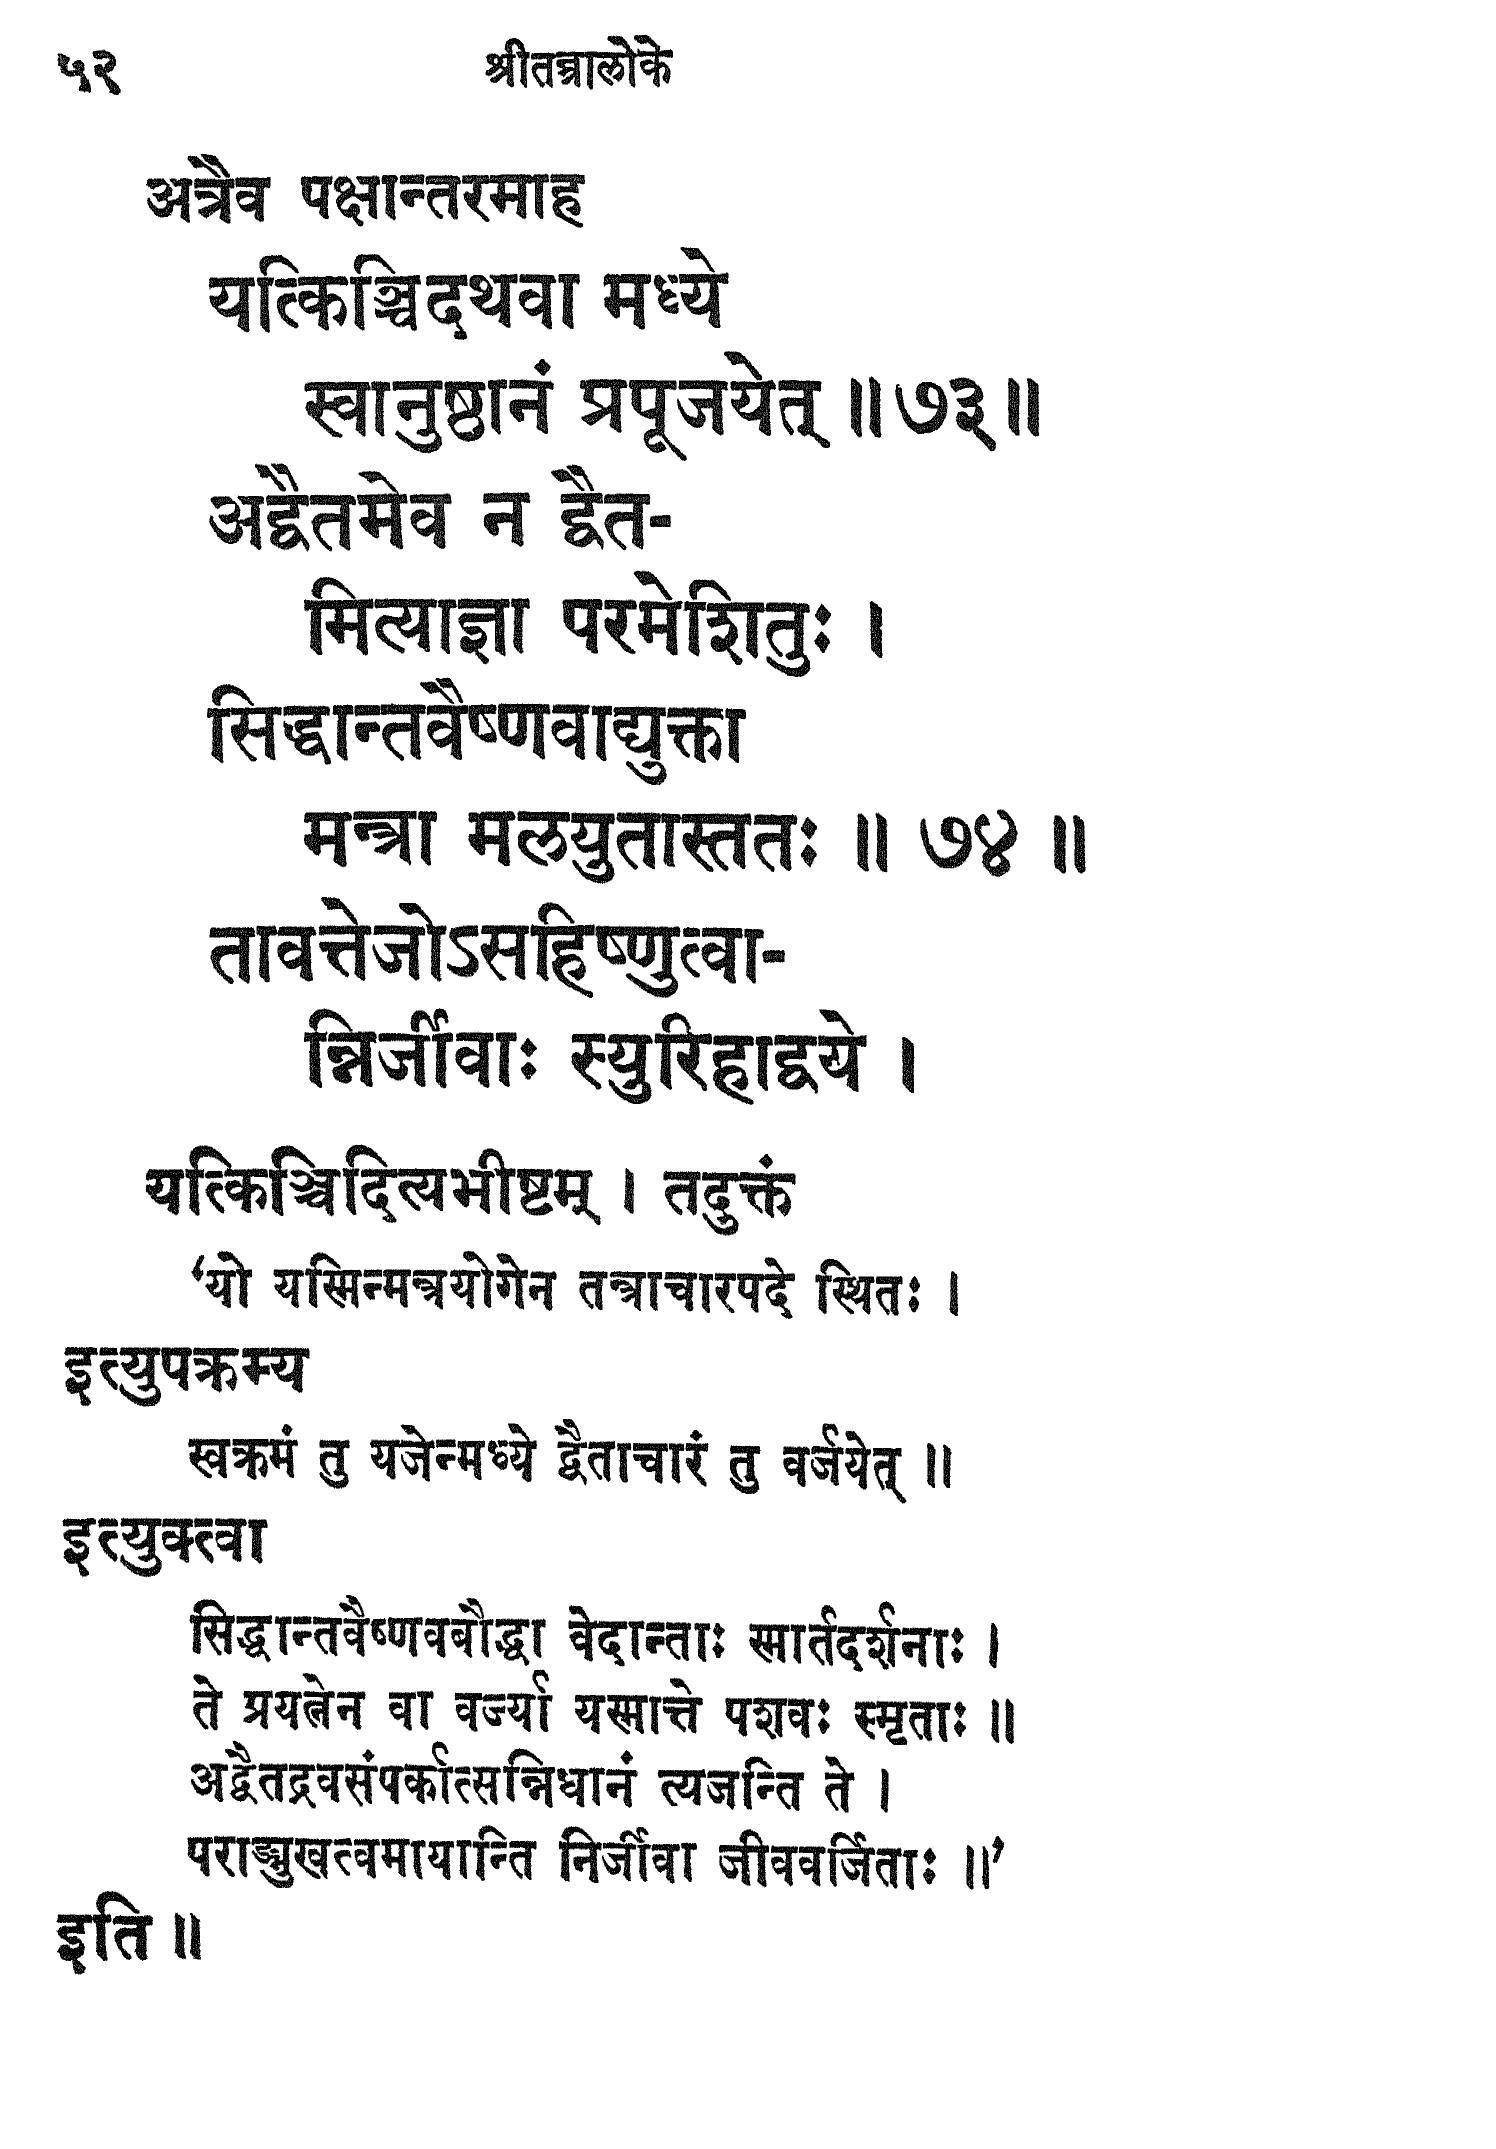 ५२ श्रीतन्त्रालोके
अत्रैव पक्षान्तरमाह
यत्किञ्चिदथवा मध्ये
स्वानुष्ठानं प्रपूजयेत् ॥ ७३ ॥
अद्वैतमेव न द्वैत-
मित्याज्ञा परमेशितुः ।
सिद्धान्तवैष्णवाद्युक्ता
मन्त्रा मलयुतास्ततः ॥ ७४ ॥
तावत्तेजोऽसहिष्णुत्वा-
न्निर्जीवाः स्युरिहाद्वये ।
यत्किञ्चिदित्यभीष्टम् । तदुक्तं
‘यो यस्मिन्मन्त्रयोगेन तन्त्राचारपदे स्थितः ।
इत्युपक्रम्य
स्वक्रमं तु यजेन्मध्ये द्वैताचारं तु वर्जयेत् ॥
इत्युक्त्वा
सिद्धान्तवैष्णवबौद्धा वेदान्ताः स्मार्तदर्शनाः ।
ते प्रयत्नेन वा वर्ज्या यस्मात्ते पशवः स्मृताः ॥
अद्वैतद्रवसंपर्कात्सन्निधानं त्यजन्ति ते ।
पराङ्मुखत्वमायान्ति निर्जीवा जीववर्जिताः ॥’
इति ॥